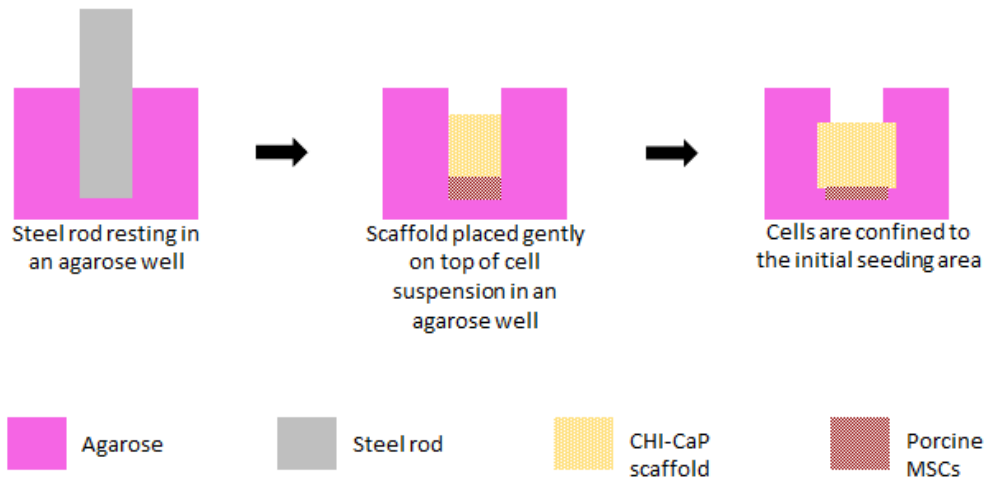 Steel rod resting in
an agarose well
Scaffold placed gently
on top of cell
suspension in an
agarose well
Cells are confined to
the initial seeding area
Agarose
Steel rod
CHI-CaP
scaffold
Porcine
MSCs